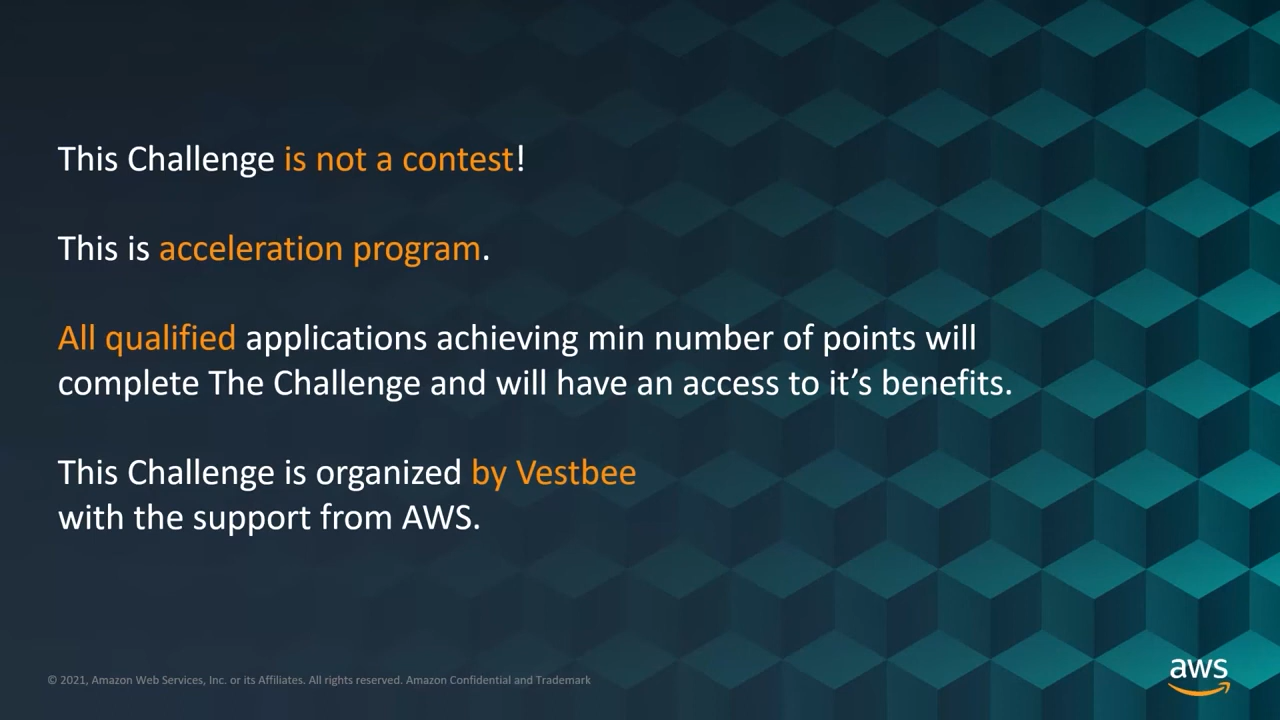 This Challenge is not a contest!
This is acceleration program.
All qualified applications achieving min number of points will
complete The Challenge and will have an access to it’s benefits.
This Challenge is organized by Vestbee
with the support from AWS.
© 2021, Amazon Web Services, Inc. or its Affiliates. All rights reserved. Amazon Confidential and Trademark
aws